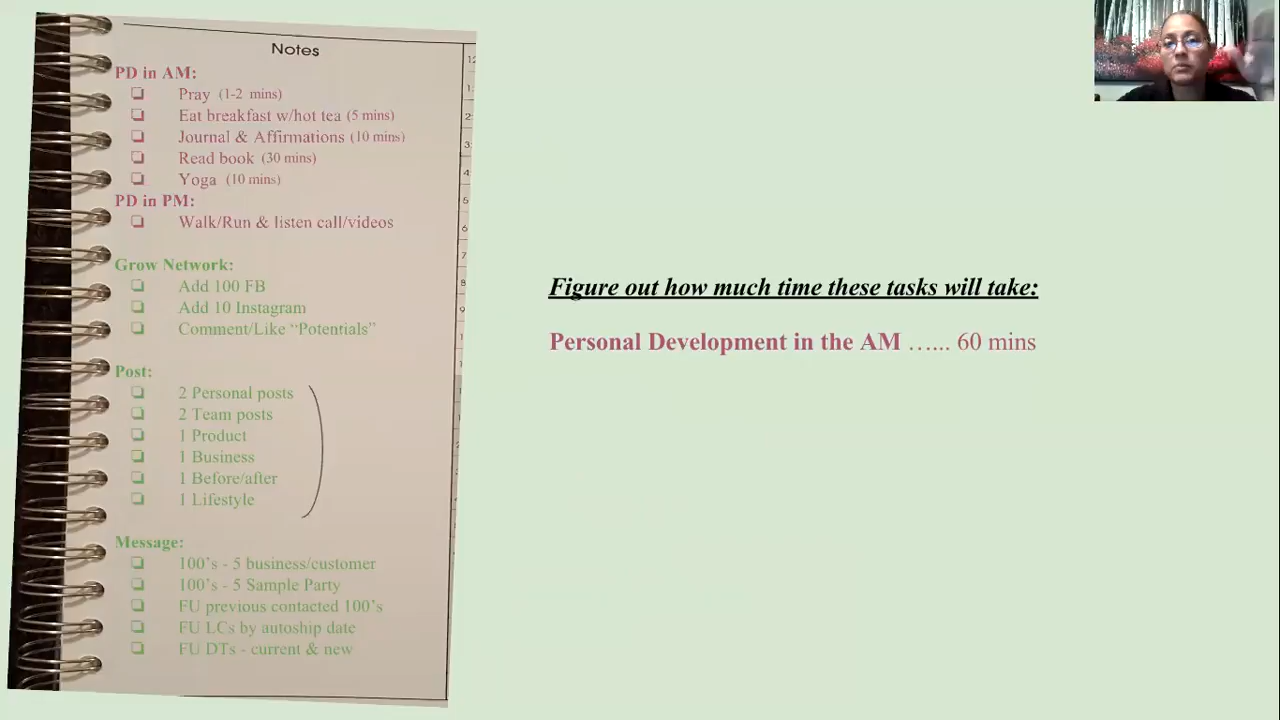 Notes
PD in AM:
Pray (1-2 mins)
Eat breakfast w/hot tea (5 mins)
Journal & Affirmations (10 mins)
Read book (30 mins)
Yoga (10 mins)
PD in PM:
Walk/Run & listen call/videos
Grow Network:
Add 100 FB
Add 10 Instagram
Comment/Like “Potentials”
Post:
2 Personal posts
2 Team posts
1 Product
1 Business
1 Before/after
1 Lifestyle
Message:
100’s - 5 business/customer
100’s - 5 Sample Party
FU previous contacted 100’s
FU LCs by autoship date
FU DTs - current & new
Figure out how much time these tasks will take:
Personal Development in the AM …... 60 mins